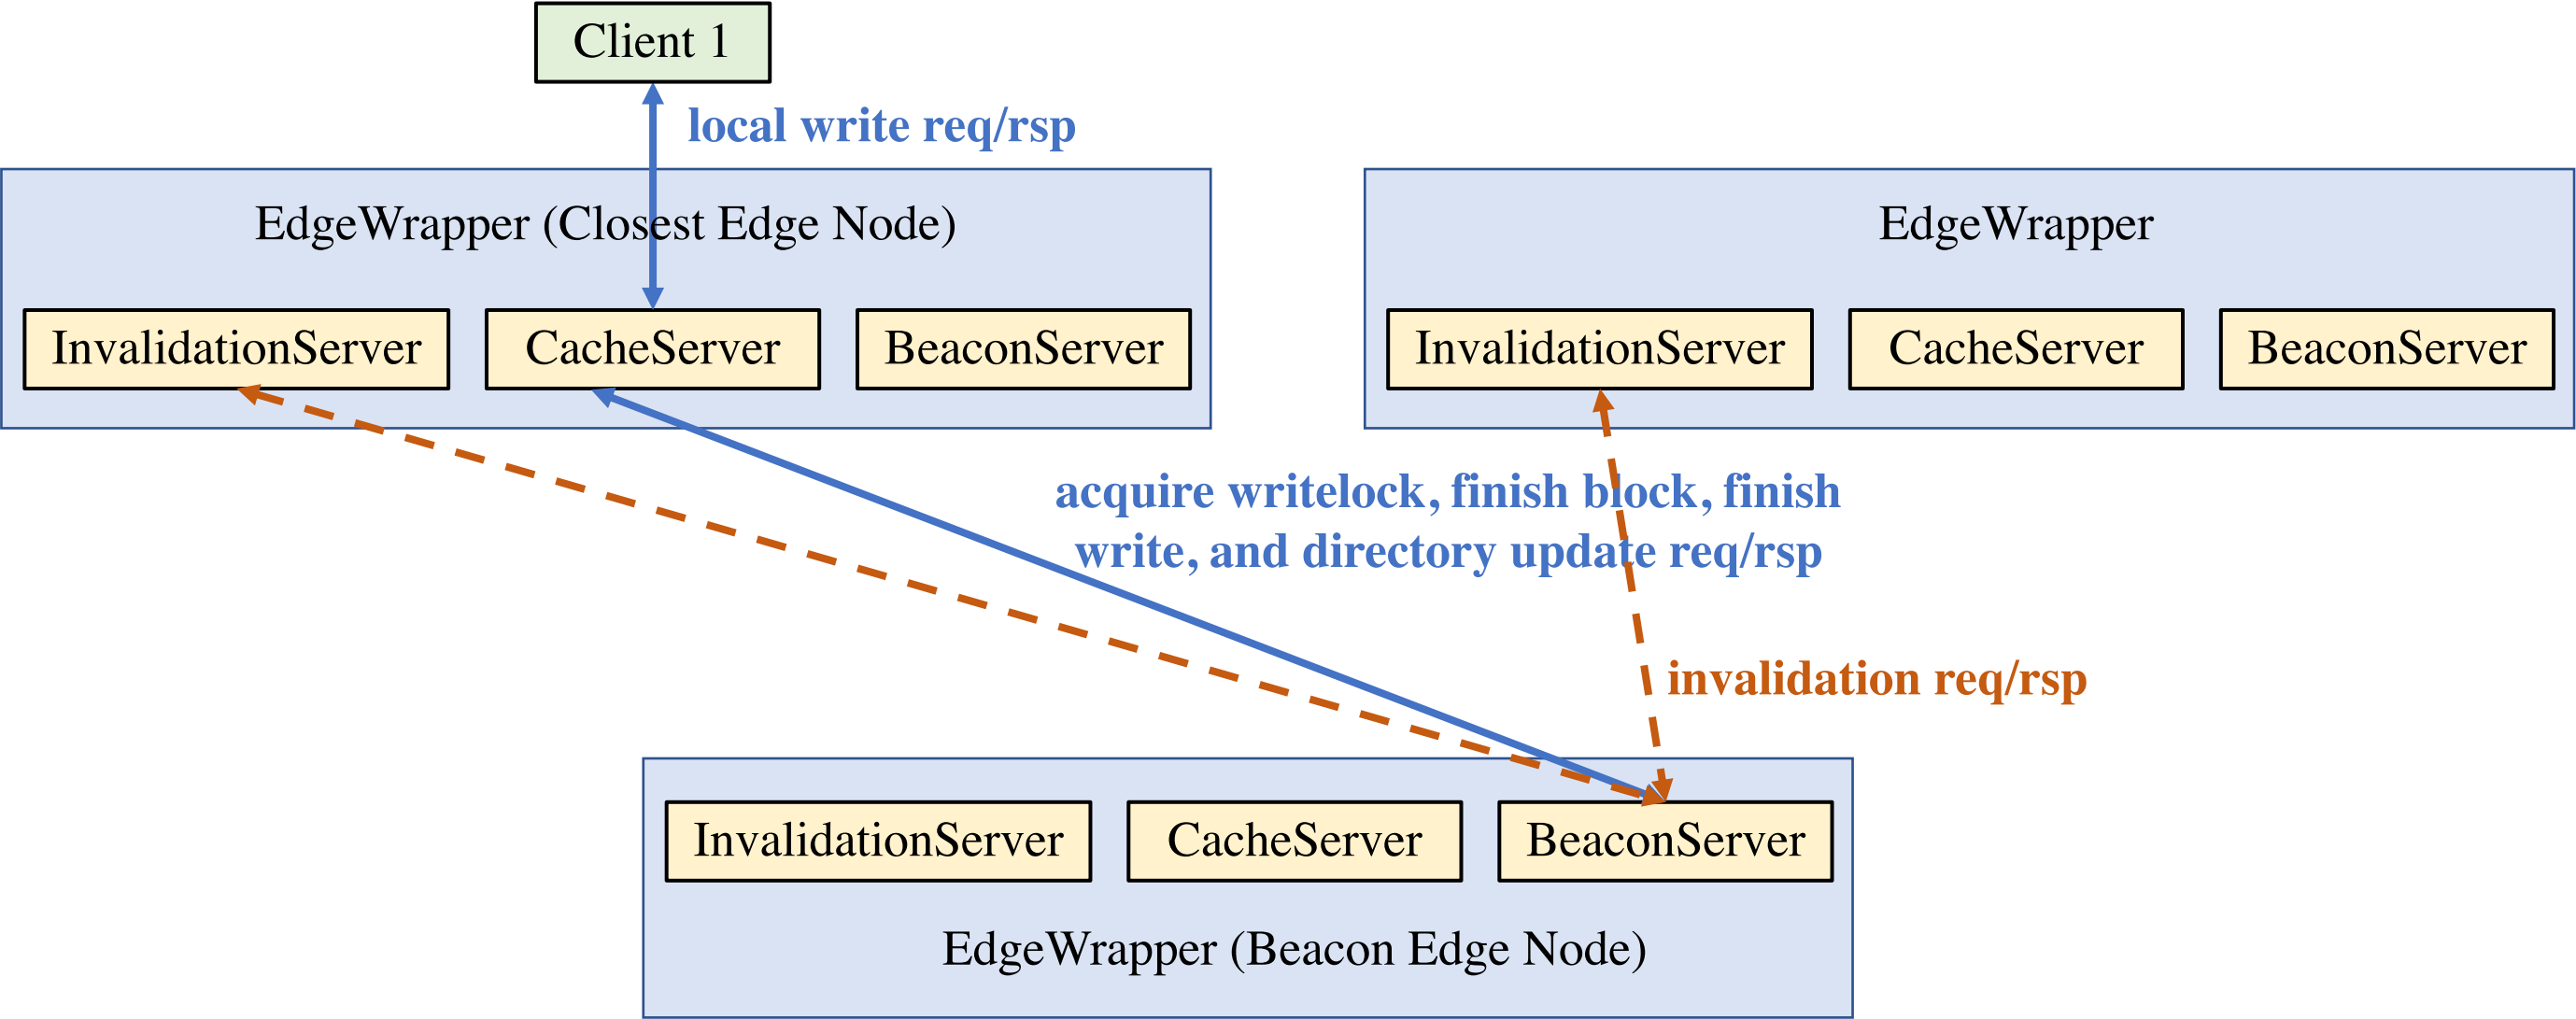 Client 1
local write req/rsp
EdgeWrapper (Closest Edge Node)
InvalidationServer
CacheServer
BeaconServer
EdgeWrapper
InvalidationServer
CacheServer
BeaconServer
acquire writelock, finish block, finish
write, and directory update req/rsp
invalidation req/rsp
InvalidationServer
CacheServer
BeaconServer
EdgeWrapper (Beacon Edge Node)